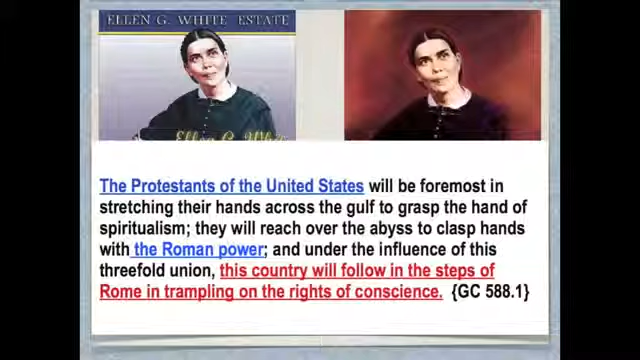 ELLEN G. WHITE ESTATE
Ellen G. White
The Protestants of the United States will be foremost in
stretching their hands across the gulf to grasp the hand of
spiritualism; they will reach over the abyss to clasp hands
with the Roman power; and under the influence of this
threefold union, this country will follow in the steps of
Rome in trampling on the rights of conscience. {GC 588.1}